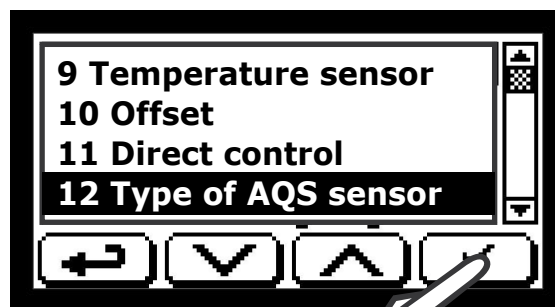 9 Temperature sensor
10 Offset
11 Direct control
12 Type of AQS sensor